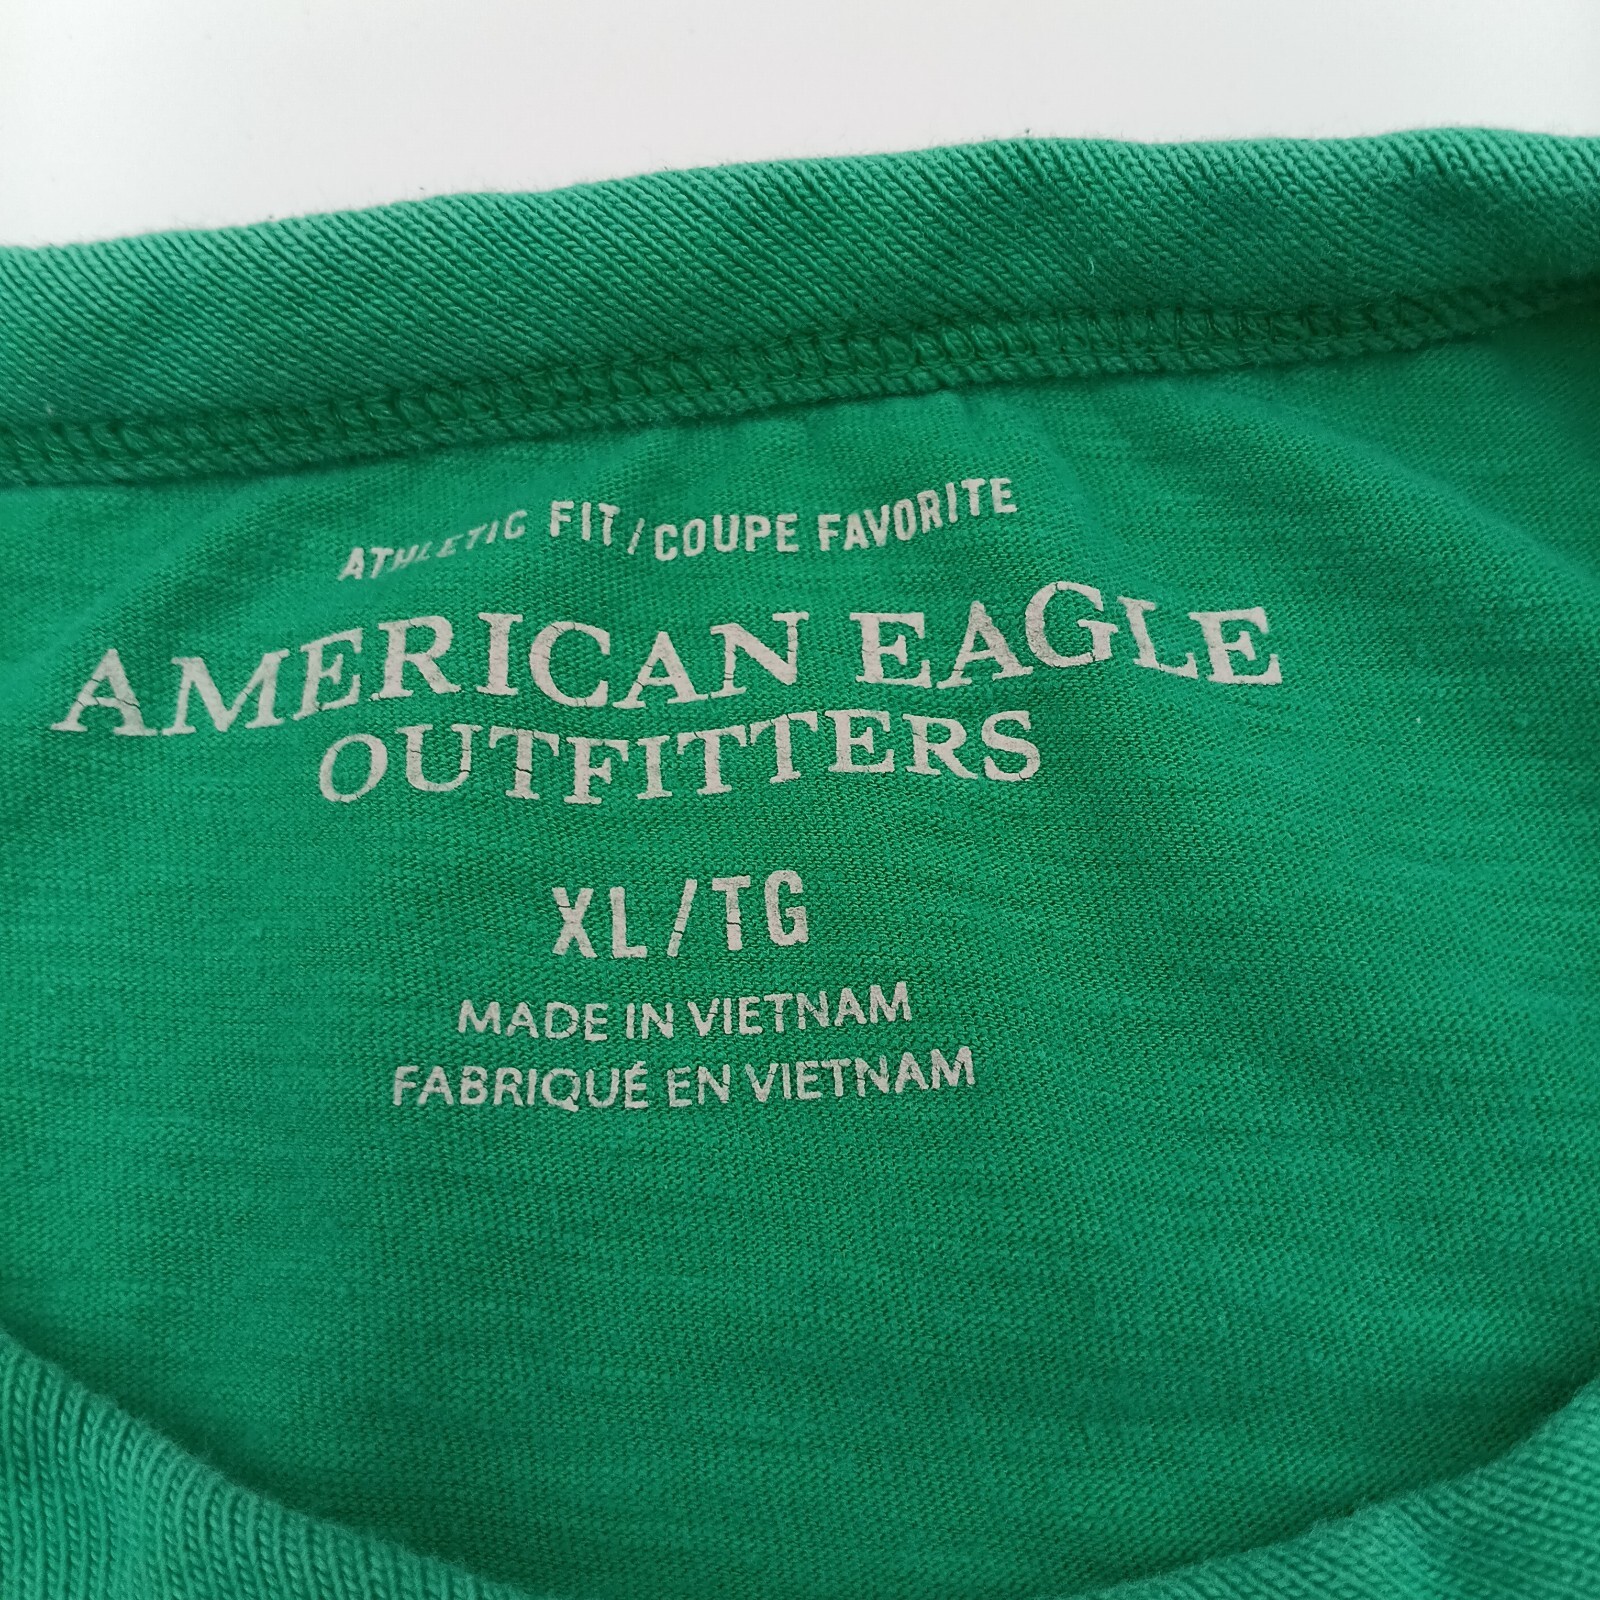 ATHLETIC FIT / COUPE FAVORITE
AMERICAN EAGLE
OUTFITTERS
XL/TG
MADE IN VIETNAM
FABRIQUÉ EN VIETNAM